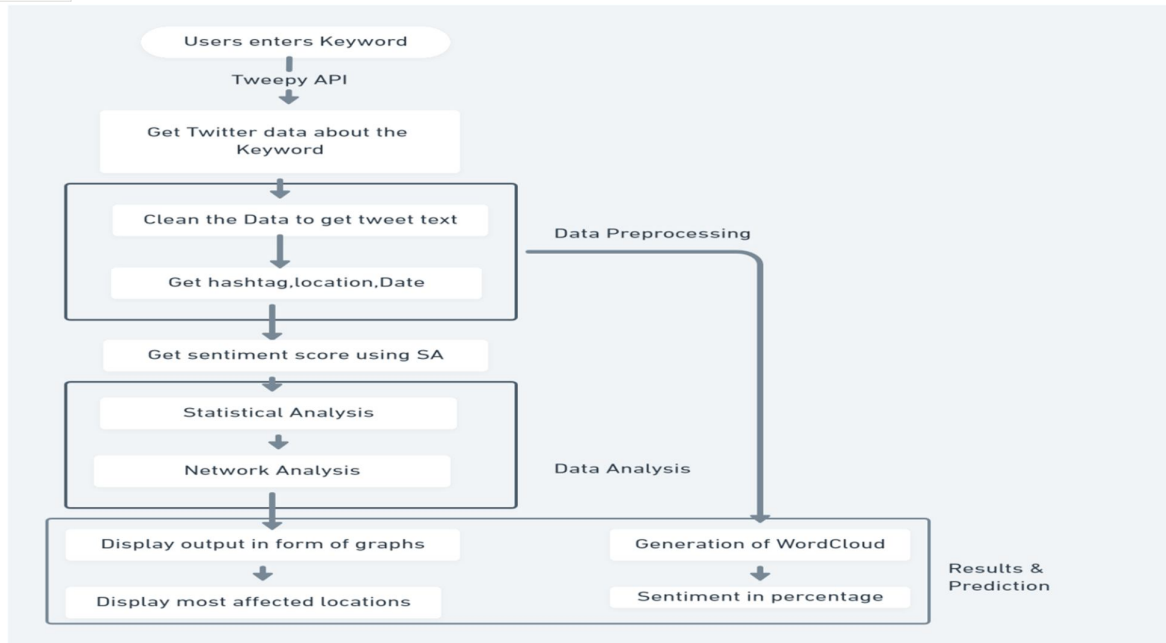 Users enters Keyword
Tweepy API
Get Twitter data about the
Keyword
Clean the Data to get tweet text
Data Preprocessing
Get hashtag,location,Date
Get sentiment score using SA
Statistical Analysis
Network Analysis
Data Analysis
Display output in form of graphs
Generation of WordCloud
Results &
Prediction
Display most affected locations
Sentiment in percentage